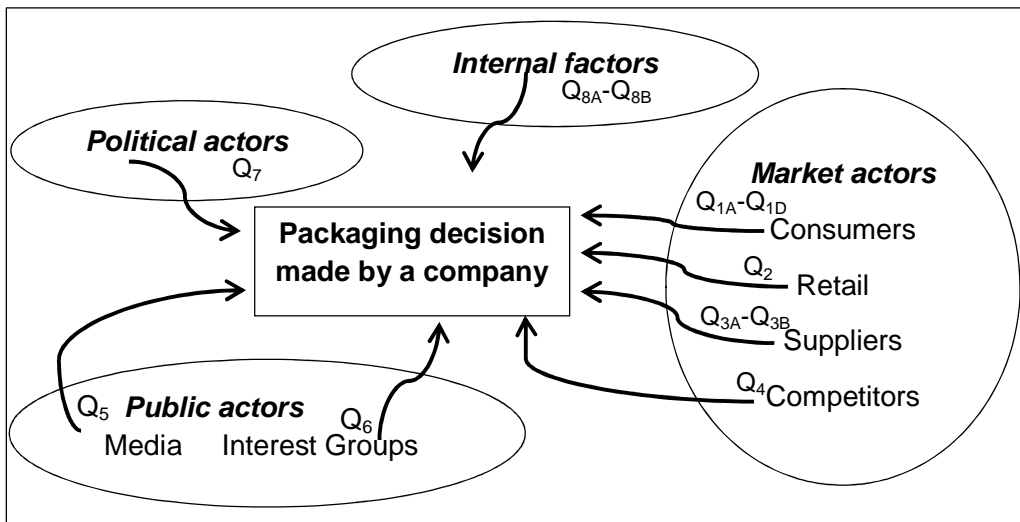 Internal factors
Q8A-Q8B
Political actors
Q7
Market actors
Q1A-Q1D
Consumers
Q2
Retail
Q3A-Q3B
Suppliers
Q4
Competitors
Packaging decision
made by a company
Q5
Public actors
Q6
Media
Interest Groups